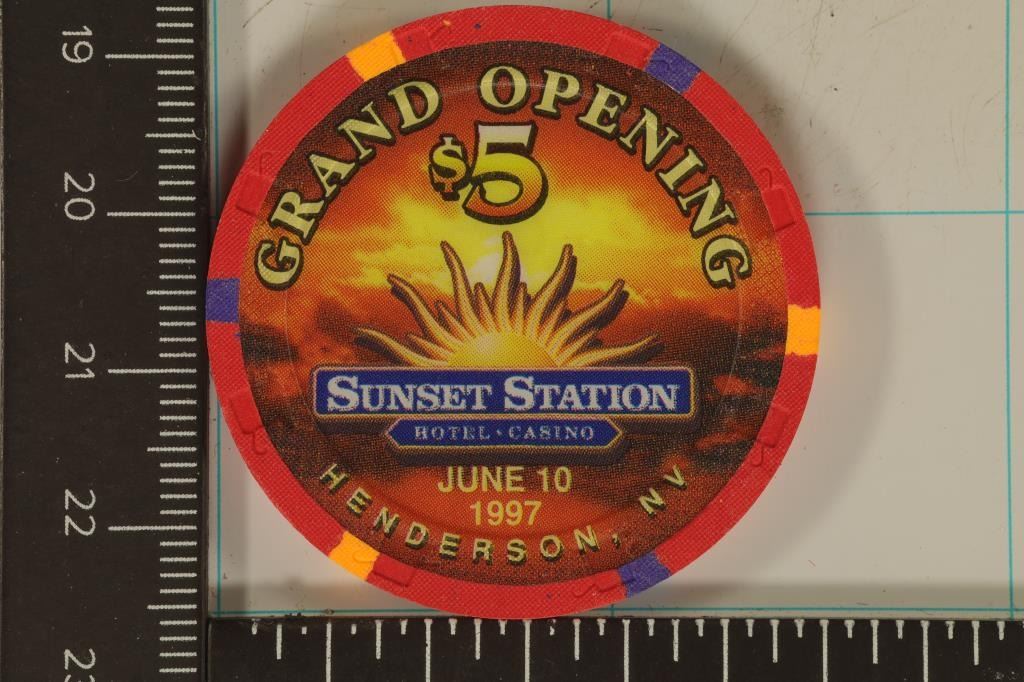 GRAND OPENING
$5
SUNSET STATION
HOTEL · CASINO
JUNE 10
1997
HENDERSON, NV
19
20
21
22
23